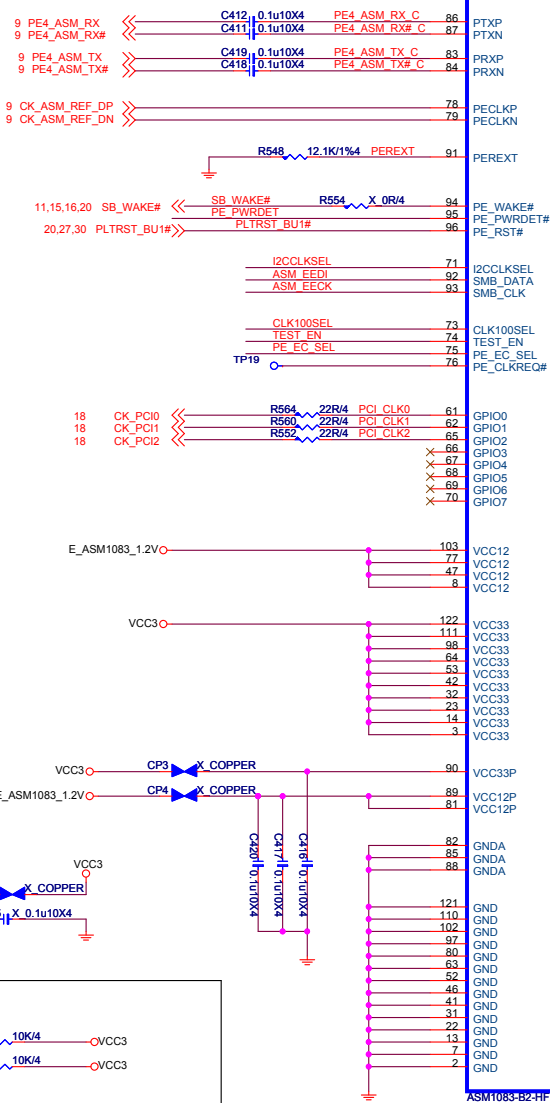 9 PE4_ASM_RX C412 0.1u10X4 PE4_ASM_RX_C 86 PTXP
9 PE4_ASM_RX# C411 0.1u10X4 PE4_ASM_RX#_C 87 PTXN
9 PE4_ASM_TX C419 0.1u10X4 PE4_ASM_TX_C 83 PRXP
9 PE4_ASM_TX# C418 0.1u10X4 PE4_ASM_TX#_C 84 PRXN
9 CK_ASM_REF_DP 78 PECLKP
9 CK_ASM_REF_DN 79 PECLKN
R548 12.1K/1%4 PEREXT 91 PEREXT
11,15,16,20 SB_WAKE# SB_WAKE# R554 X_0R/4 94 PE_WAKE#
PE_PWRDET 95 PE_PWRDET#
20,27,30 PLTRST_BU1# PLTRST_BU1# 96 PE_RST#
I2CCLKSEL 71 I2CCLKSEL
ASM_EEDI 92 SMB_DATA
ASM_EECK 93 SMB_CLK
CLK100SEL 73 CLK100SEL
TEST_EN 74 TEST_EN
PE_EC_SEL 75 PE_EC_SEL
TP19 76 PE_CLKREQ#
18 CK_PCI0 R564 22R/4 PCI_CLK0 61 GPIO0
18 CK_PCI1 R560 22R/4 PCI_CLK1 62 GPIO1
18 CK_PCI2 R552 22R/4 PCI_CLK2 65 GPIO2
66 GPIO3
67 GPIO4
68 GPIO5
69 GPIO6
70 GPIO7
E_ASM1083_1.2V 103 VCC12
77 VCC12
47 VCC12
8 VCC12
VCC3 122 VCC33
111 VCC33
98 VCC33
64 VCC33
53 VCC33
42 VCC33
32 VCC33
23 VCC33
14 VCC33
3 VCC33
VCC3 CP3 X_COPPER 90 VCC33P
E_ASM1083_1.2V CP4 X_COPPER 89 VCC12P
81 VCC12P
C420 0.1u10X4
C417 0.1u10X4
C416 0.1u10X4
82 GNDA
85 GNDA
88 GNDA
VCC3
X_COPPER
X_0.1u10X4
121 GND
110 GND
102 GND
97 GND
80 GND
63 GND
52 GND
46 GND
41 GND
31 GND
22 GND
13 GND
7 GND
2 GND
10K/4 VCC3
10K/4 VCC3
ASM1083-B2-HF